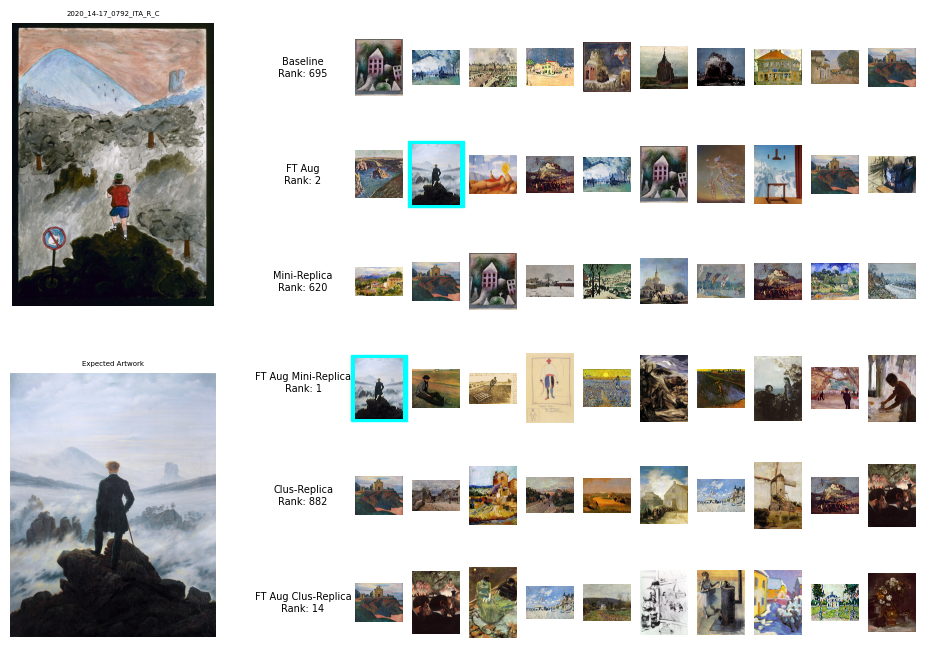 2020_14-17_0792_ITA_R_C
Baseline
Rank: 695
FT Aug
Rank: 2
Mini-Replica
Rank: 620
Expected Artwork
FT Aug Mini-Replica
Rank: 1
Clus-Replica
Rank: 882
FT Aug Clus-Replica
Rank: 14